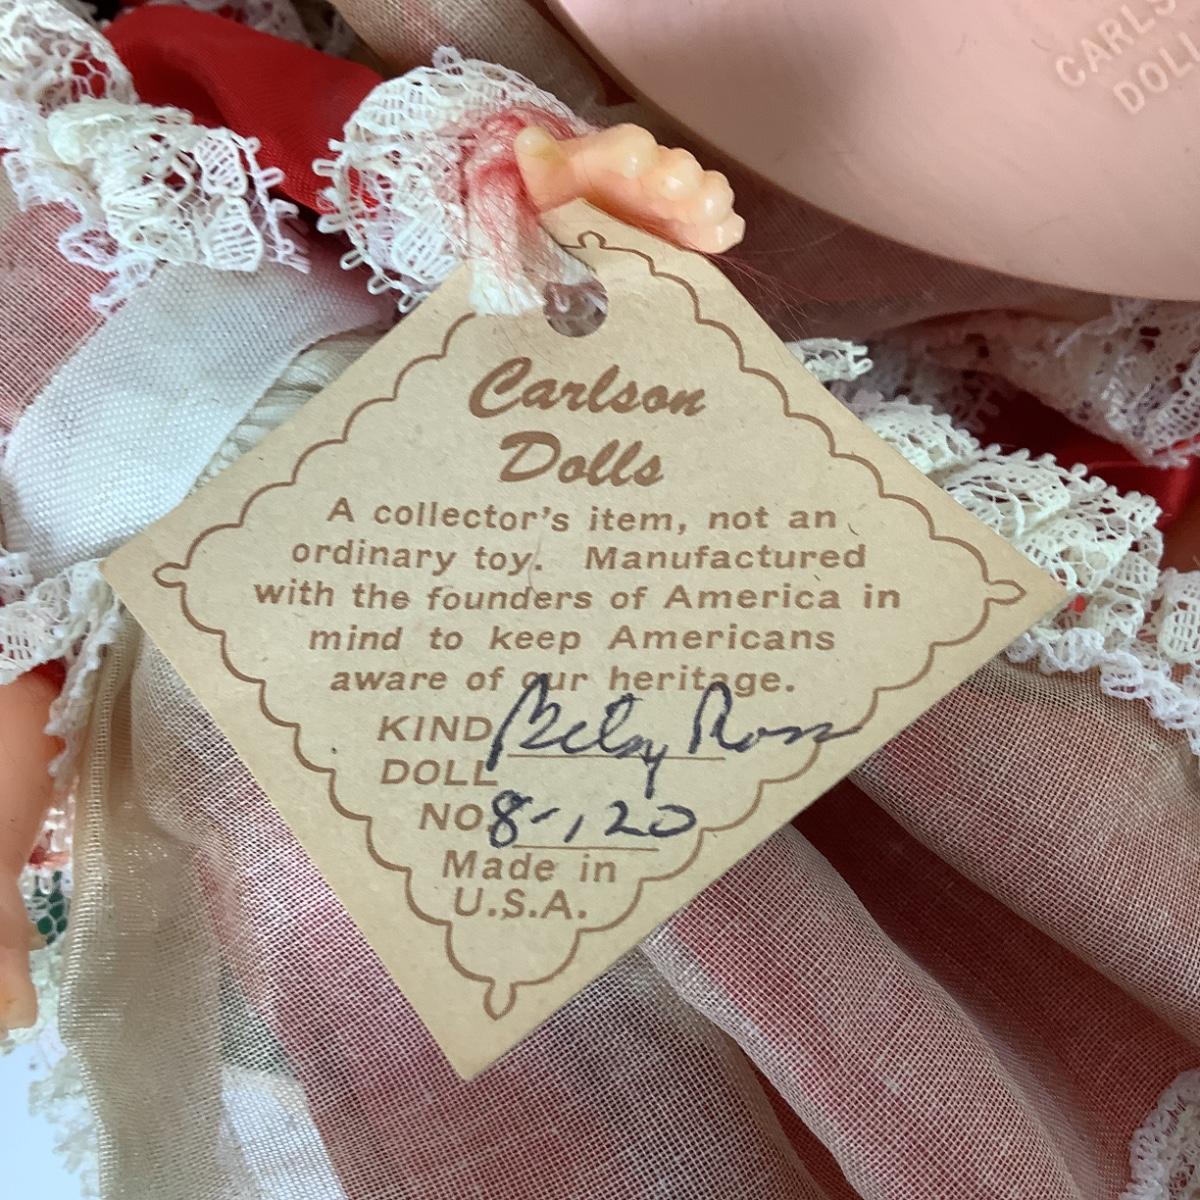 CARLS
DOLL
Carlson
Dolls
A collector's item, not an
ordinary toy. Manufactured
with the founders of America in
mind to keep Americans
aware of our heritage.
KIND Betsy Ross
DOLL
NO 8-120
Made in
U.S.A.